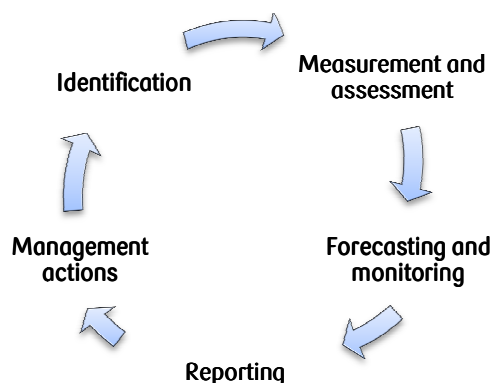 Identification
Measurement and
assessment
Forecasting and
monitoring
Reporting
Management
actions